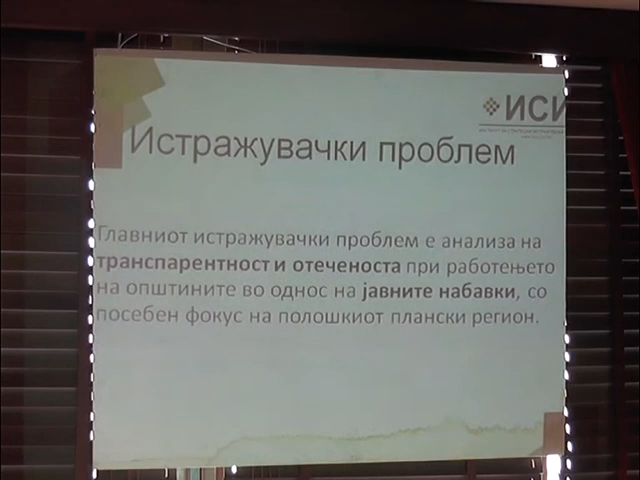 ИСИ
Истражувачки проблем
Главниот истражувачки проблем е анализа на
транспарентност и отеченоста при работењето
на општините во однос на јавните набавки, со
посебен фокус на полошкиот плански регион.